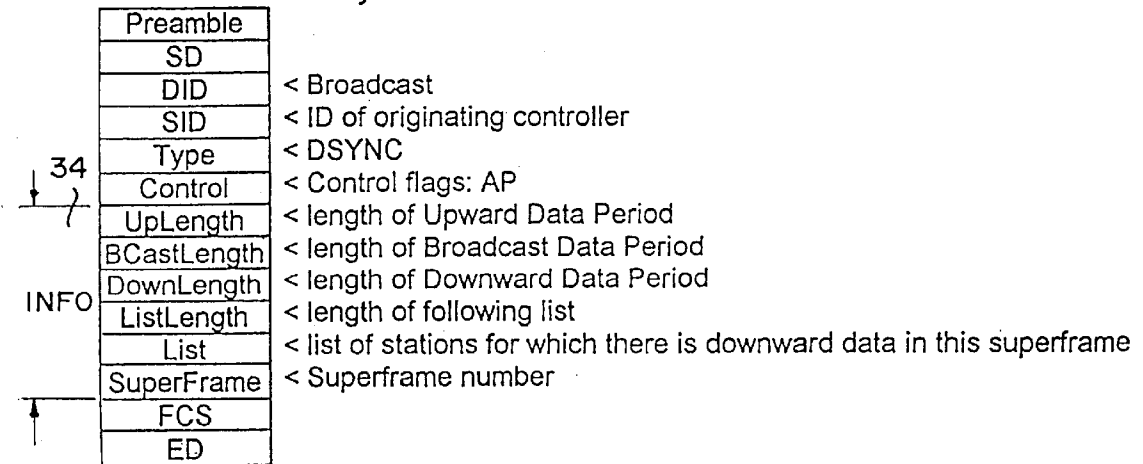 Preamble
SD
DID < Broadcast
SID < ID of originating controller
Type < DSYNC
34
Control < Control flags: AP
UpLength < length of Upward Data Period
BCastLength < length of Broadcast Data Period
DownLength < length of Downward Data Period
INFO
ListLength < length of following list
List < list of stations for which there is downward data in this superframe
SuperFrame < Superframe number
FCS
ED